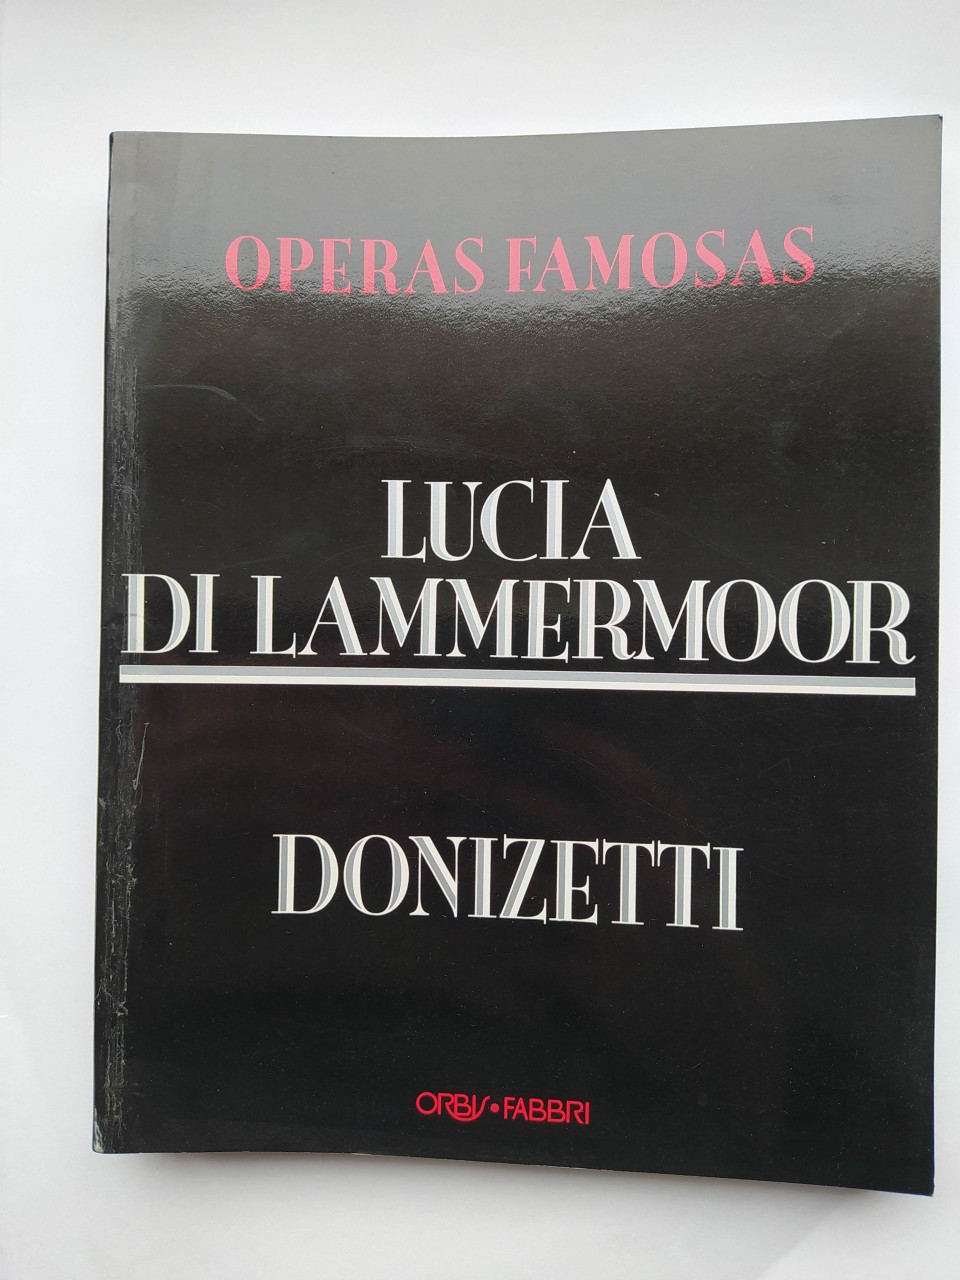 OPERAS FAMOSAS
LUCIA
DI LAMMERMOOR
DONIZETTI
ORBIS•FABBRI